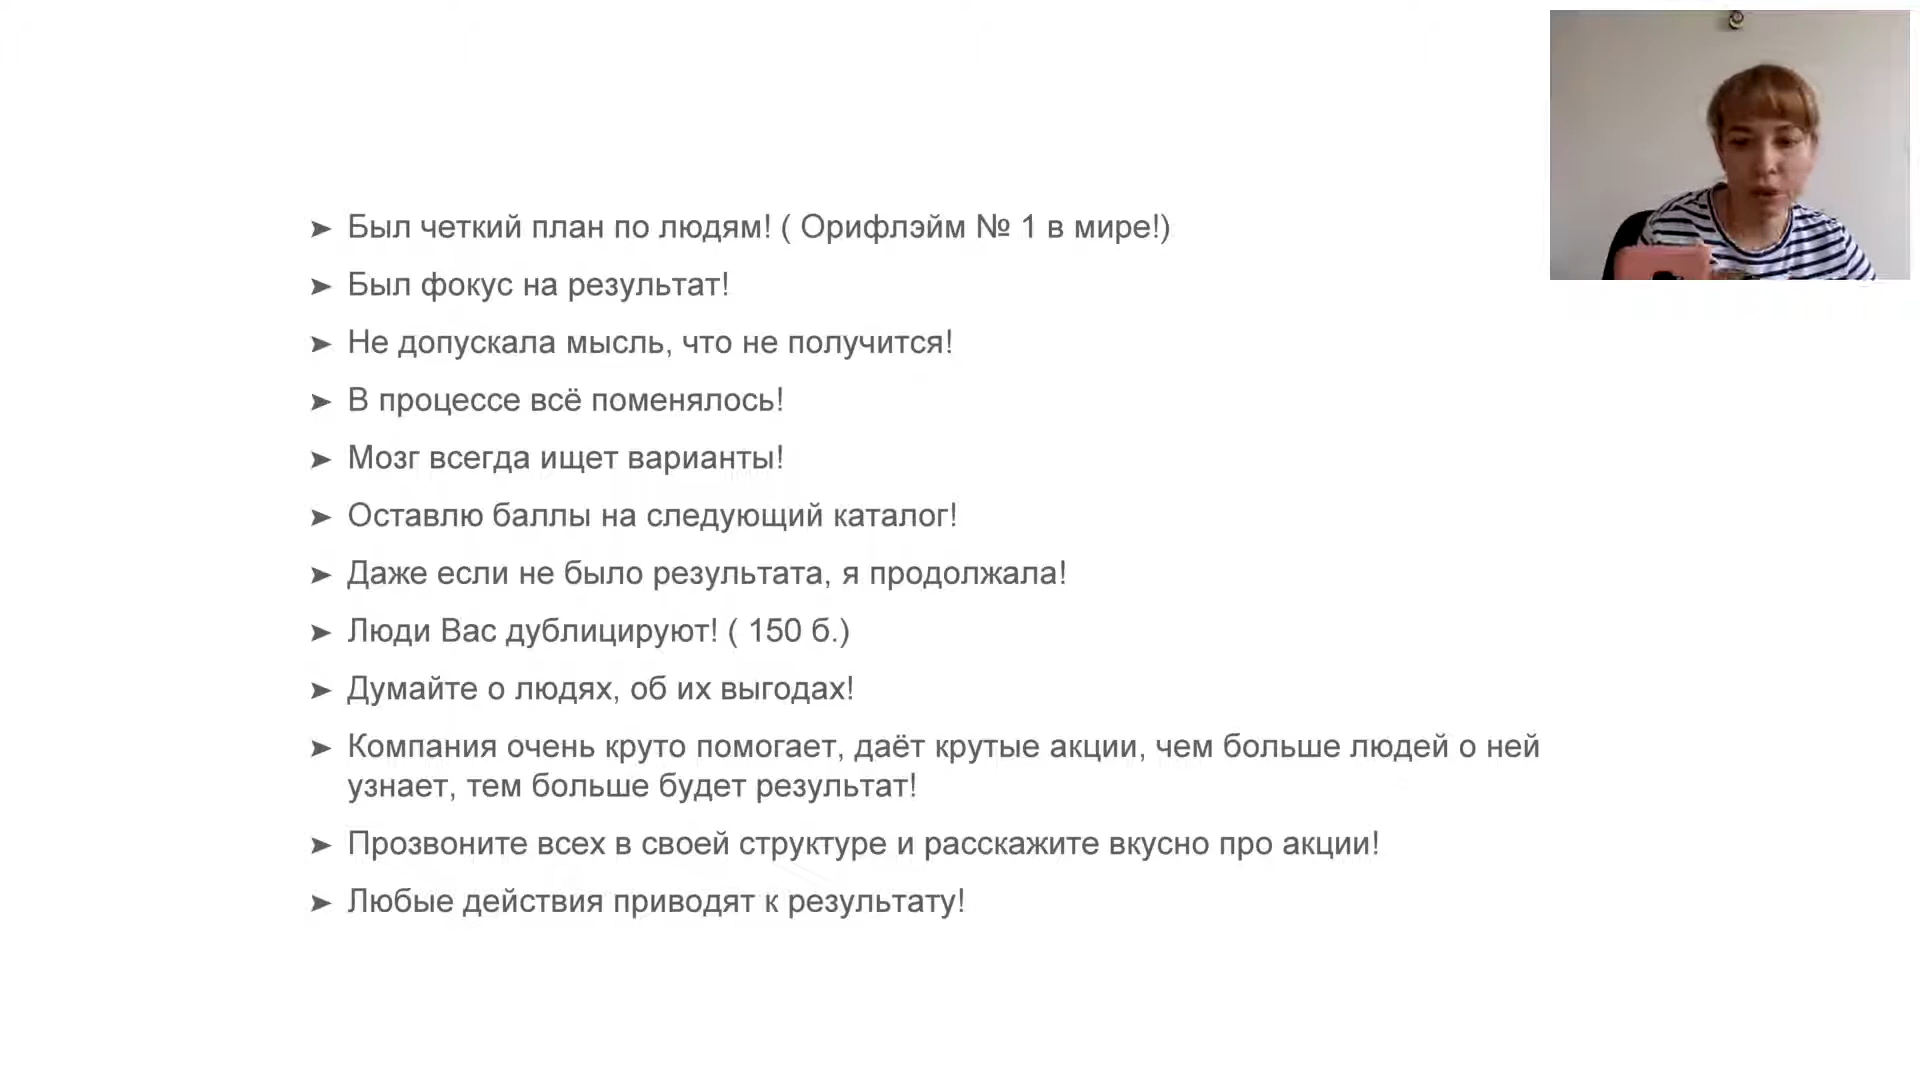 ➤ Был четкий план по людям! ( Орифлэйм № 1 в мире!)
➤ Был фокус на результат!
➤ Не допускала мысль, что не получится!
➤ В процессе всё поменялось!
➤ Мозг всегда ищет варианты!
➤ Оставлю баллы на следующий каталог!
➤ Даже если не было результата, я продолжала!
➤ Люди Вас дублицируют! ( 150 б.)
➤ Думайте о людях, об их выгодах!
➤ Компания очень круто помогает, даёт крутые акции, чем больше людей о ней
узнает, тем больше будет результат!
➤ Прозвоните всех в своей структуре и расскажите вкусно про акции!
➤ Любые действия приводят к результату!